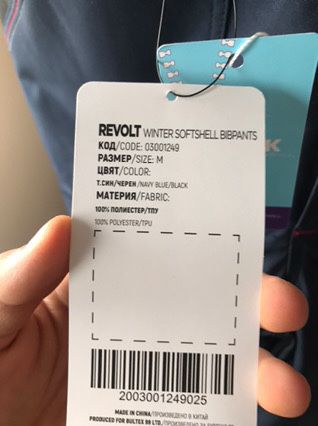 REVOLT WINTER SOFTSHELL BIBPANTS
КОД/CODE: 03001249
РАЗМЕР/SIZE: M
ЦВЯТ/COLOR:
Т.СИН/ЧЕРЕН /NAVY BLUE/BLACK
МАТЕРИЯ/FABRIC:
100% ПОЛИЕСТЕР/ТПУ
100% POLYESTER/TPU
2003001249025
MADE IN CHINA/ПРОИЗВЕДЕНО В КИТАЙ
PRODUCED FOR BULTEX 99 LTD./
K